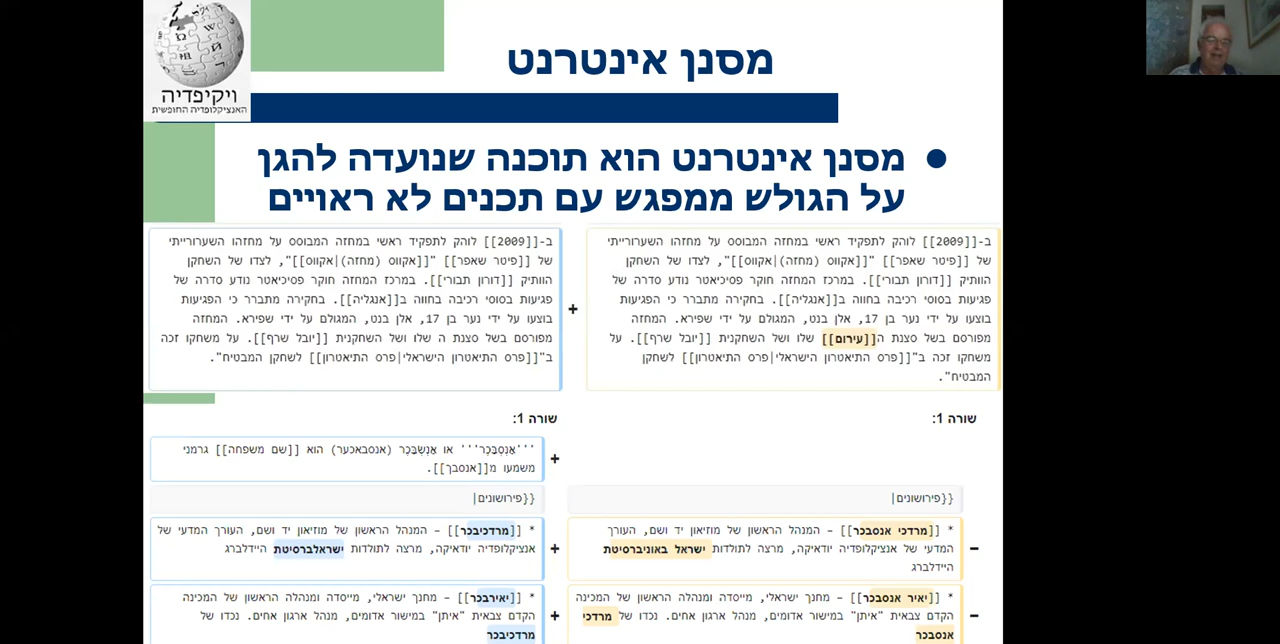 ויקיפדיה
האנציקלופדיה החופשית
מסנן אינטרנט
● מסנן אינטרנט הוא תוכנה שנועדה להגן
על הגולש ממפגש עם תכנים לא ראויים
ב-[[2009]] לוהק לתפקיד ראשי במחזה המבוסס על מחזהו השערורייתי
של [[פיטר שאפר]] "[[אקווס (מחזה)|אקווס]]", לצדו של השחקן
הוותיק [[דורון תבורי]]. במרכז המחזה חוקר פסיכיאטר נודע סדרה של
פגיעות בסוסי רכיבה בחווה ב[[אנגליה]]. בחקירה מתברר כי הפגיעות
בוצעו על ידי נער בן 17, אלן בנט, המגולם על ידי שפירא. המחזה
מפורסם בשל סצנת ה[[עירום]] שלו ושל השחקנית [[יובל שרף]]. על
משחקו זכה ב"[[פרס התיאטרון הישראלי|פרס התיאטרון]] לשחקן
המבטיח".
+
ב-[[2009]] לוהק לתפקיד ראשי במחזה המבוסס על מחזהו השערורייתי
של [[פיטר שאפר]] "[[אקווס (מחזה)|אקווס]]", לצדו של השחקן
הוותיק [[דורון תבורי]]. במרכז המחזה חוקר פסיכיאטר נודע סדרה של
פגיעות בסוסי רכיבה בחווה ב[[אנגליה]]. בחקירה מתברר כי הפגיעות
בוצעו על ידי נער בן 17, אלן בנט, המגולם על ידי שפירא. המחזה
מפורסם בשל סצנת ה שלו ושל השחקנית [[יובל שרף]]. על משחקו זכה
ב"[[פרס התיאטרון הישראלי|פרס התיאטרון]] לשחקן המבטיח".
שורה 1:
שורה 1:
+
'''אַנְסְבַּכֶר''' או אַנְשְׂבַּכֶר (אנסבאכער) הוא [[שם משפחה]] גרמני
משמעו מ[[אנסבך]].
{{פירושונים|
{{פירושונים|
−
* [[מרדכי אנסבכר]] – המנהל הראשון של מוזיאון יד ושם, העורך
המדעי של אנציקלופדיה יודאיקה, מרצה לתולדות ישראל באוניברסיטת
היידלברג
+
* [[מרדכיבכר]] – המנהל הראשון של מוזיאון יד ושם, העורך המדעי של
אנציקלופדיה יודאיקה, מרצה לתולדות ישראלברסיטת היידלברג
−
* [[יאיר אנסבכר]] – מחנך ישראלי, מייסדה ומנהלה הראשון של המכינה
הקדם צבאית "איתן" במישור אדומים, מנהל ארגון אחים. נכדו של מרדכי
אנסבכר
+
* [[יאירבכר]] – מחנך ישראלי, מייסדה ומנהלה הראשון של המכינה
הקדם צבאית "איתן" במישור אדומים, מנהל ארגון אחים. נכדו של
מרדכיבכר